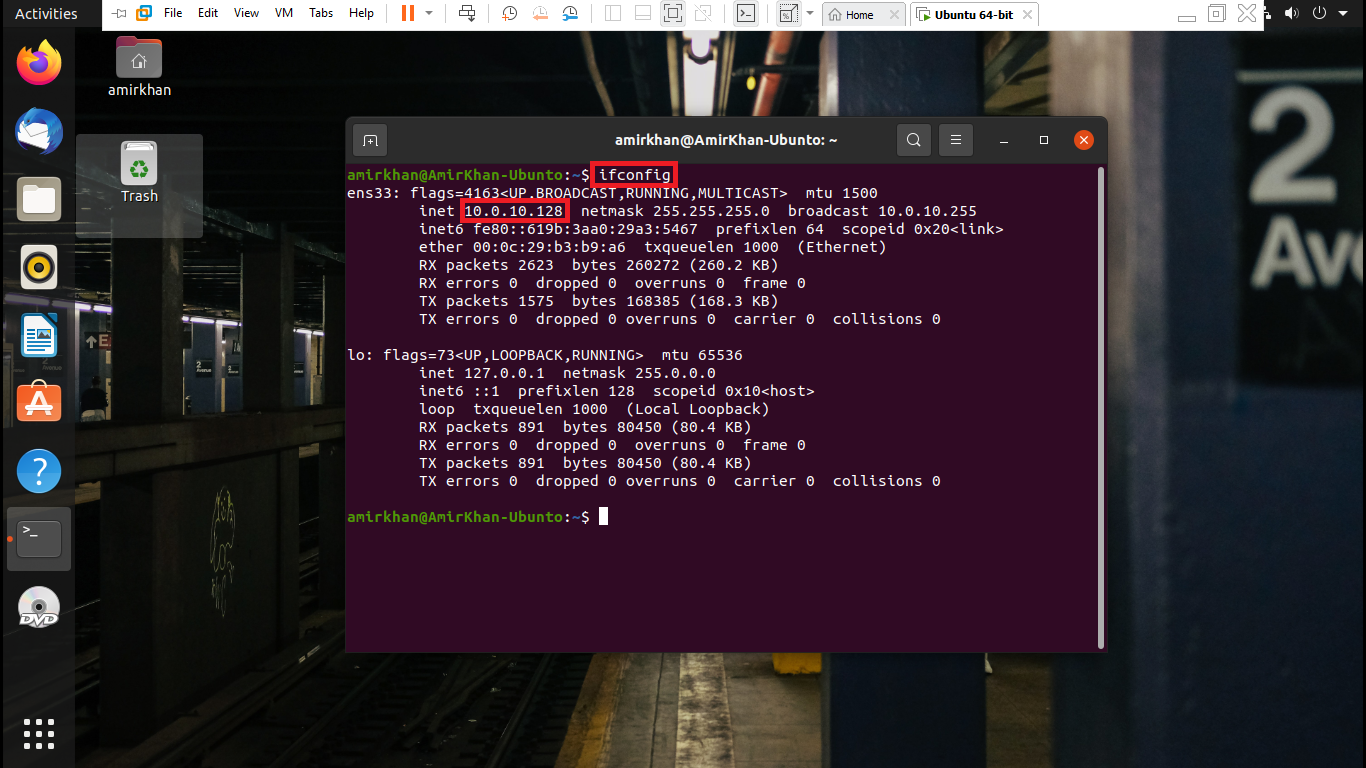 Activities
File Edit View VM Tabs Help
Home
Ubuntu 64-bit
amirkhan
Trash
amirkhan@AmirKhan-Ubunto: ~
amirkhan@AmirKhan-Ubunto:~$ ifconfig
ens33: flags=4163<UP,BROADCAST,RUNNING,MULTICAST>  mtu 1500
        inet 10.0.10.128  netmask 255.255.255.0  broadcast 10.0.10.255
        inet6 fe80::619b:3aa0:29a3:5467  prefixlen 64  scopeid 0x20<link>
        ether 00:0c:29:b3:b9:a6  txqueuelen 1000  (Ethernet)
        RX packets 2623  bytes 260272 (260.2 KB)
        RX errors 0  dropped 0  overruns 0  frame 0
        TX packets 1575  bytes 168385 (168.3 KB)
        TX errors 0  dropped 0 overruns 0  carrier 0  collisions 0
lo: flags=73<UP,LOOPBACK,RUNNING>  mtu 65536
        inet 127.0.0.1  netmask 255.0.0.0
        inet6 ::1  prefixlen 128  scopeid 0x10<host>
        loop  txqueuelen 1000  (Local Loopback)
        RX packets 891  bytes 80450 (80.4 KB)
        RX errors 0  dropped 0  overruns 0  frame 0
        TX packets 891  bytes 80450 (80.4 KB)
        TX errors 0  dropped 0 overruns 0  carrier 0  collisions 0
amirkhan@AmirKhan-Ubunto:~$
>_
DVD
2
Av